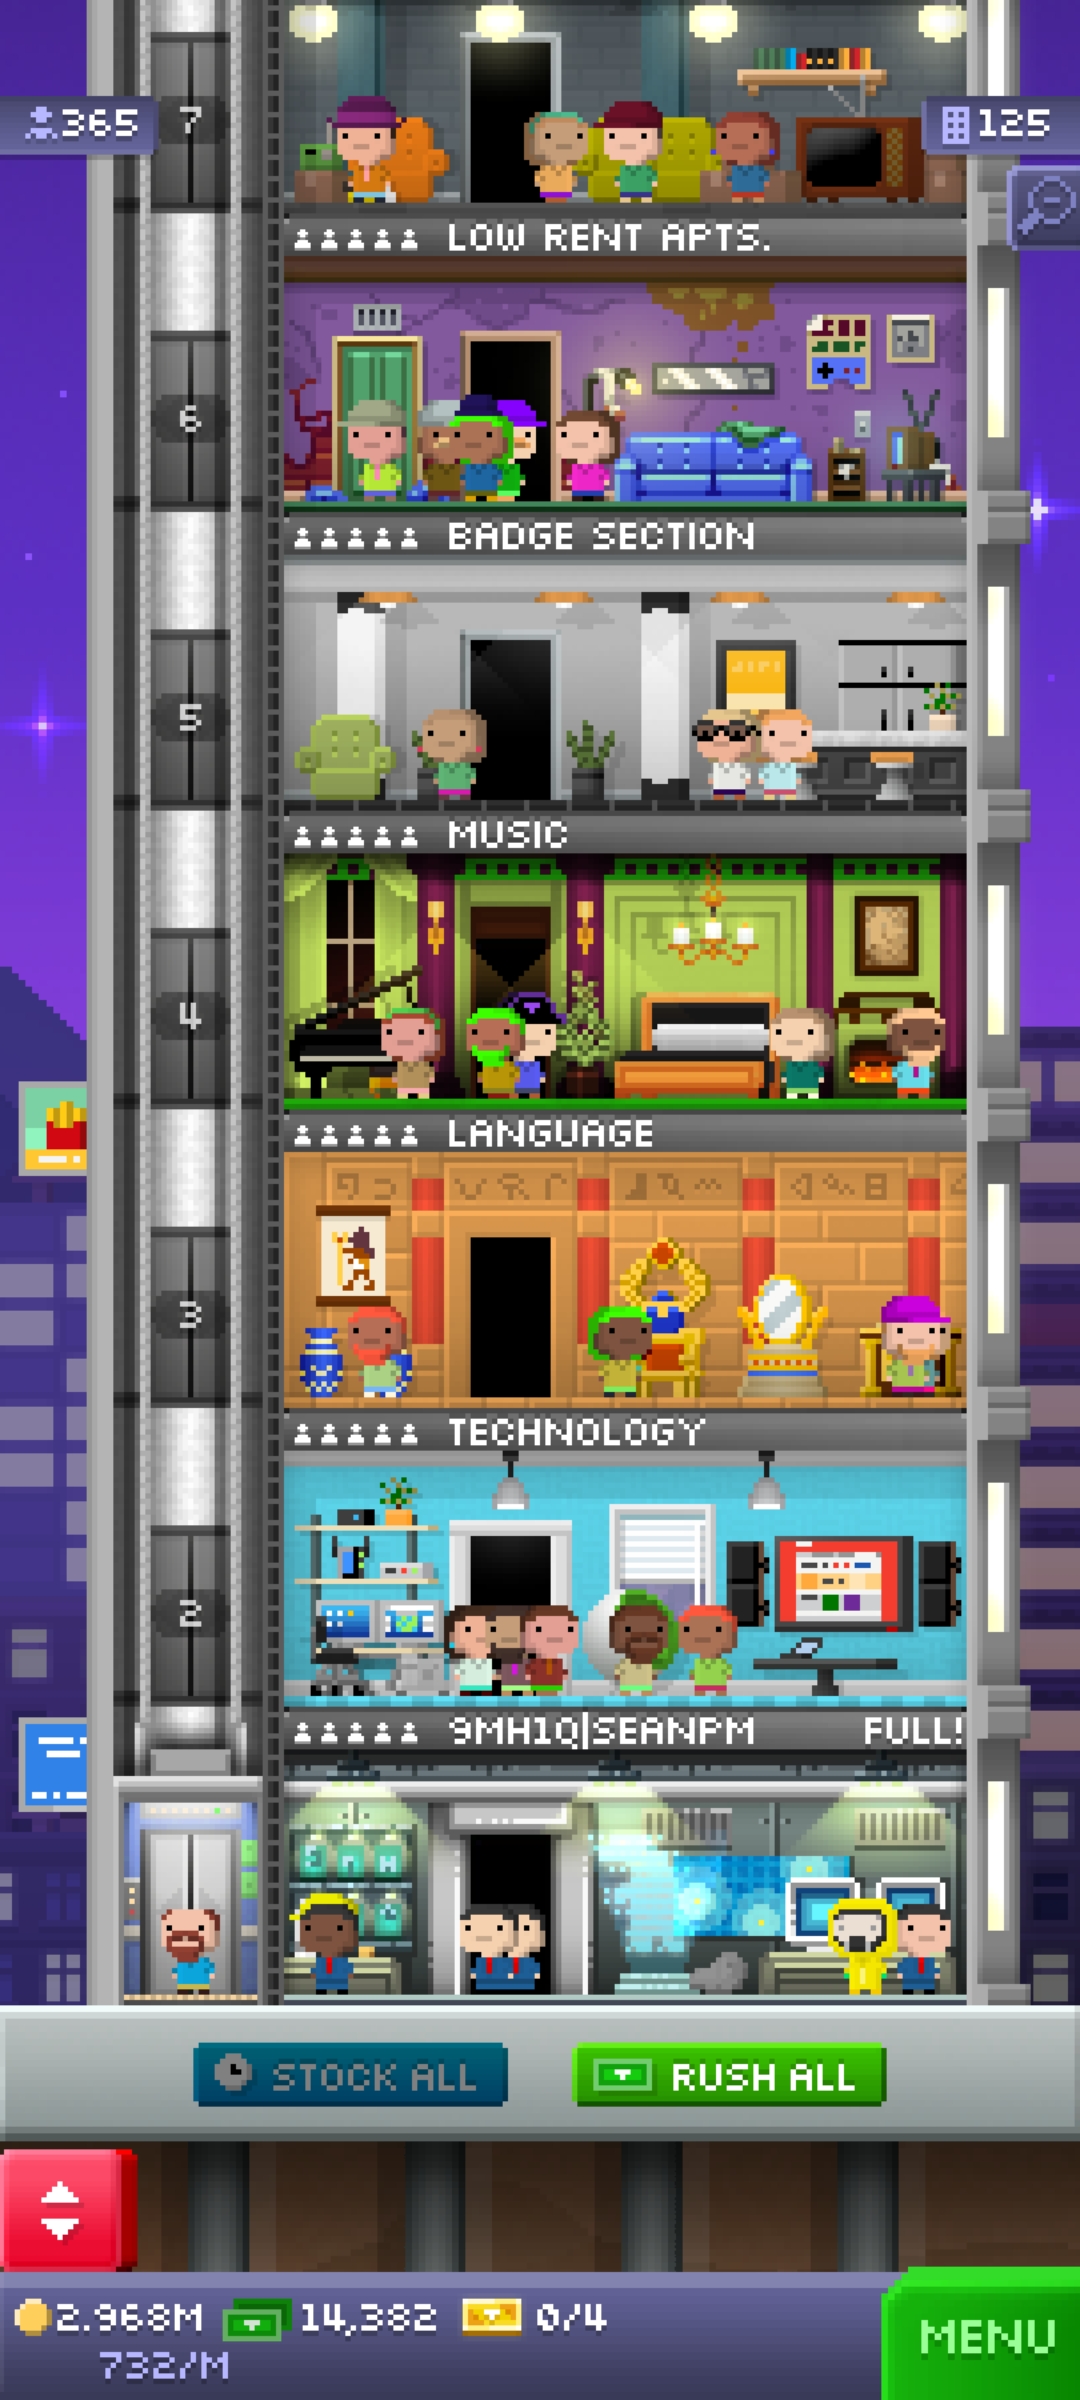 7
365
125
LOW RENT APTS.
6
BADGE SECTION
5
MUSIC
4
LANGUAGE
3
TECHNOLOGY
2
9MH1Q|SEANPM FULL!
STOCK ALL
RUSH ALL
2.968M 14,382 0/4
732/M
MENU